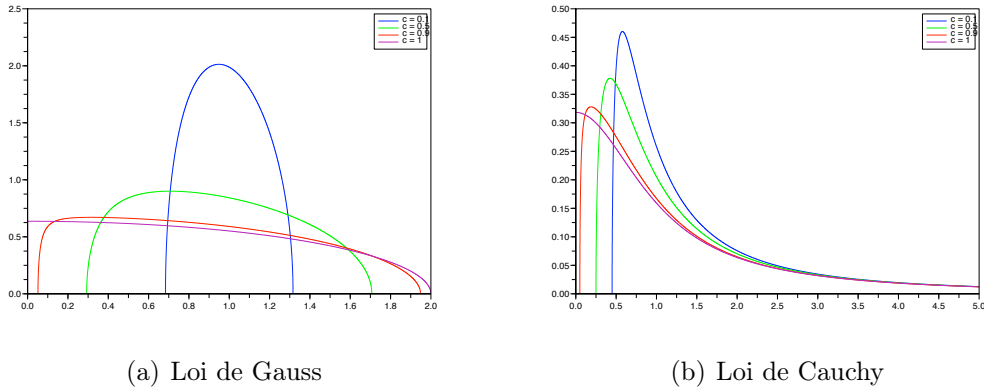 2.5
2.0
1.5
1.0
0.5
0.0
0.0 0.2 0.4 0.6 0.8 1.0 1.2 1.4 1.6 1.8 2.0
c = 0.1
c = 0.5
c = 0.9
c = 1
(a) Loi de Gauss
0.50
0.45
0.40
0.35
0.30
0.25
0.20
0.15
0.10
0.05
0.00
0.0 0.5 1.0 1.5 2.0 2.5 3.0 3.5 4.0 4.5 5.0
c = 0.1
c = 0.5
c = 0.9
c = 1
(b) Loi de Cauchy